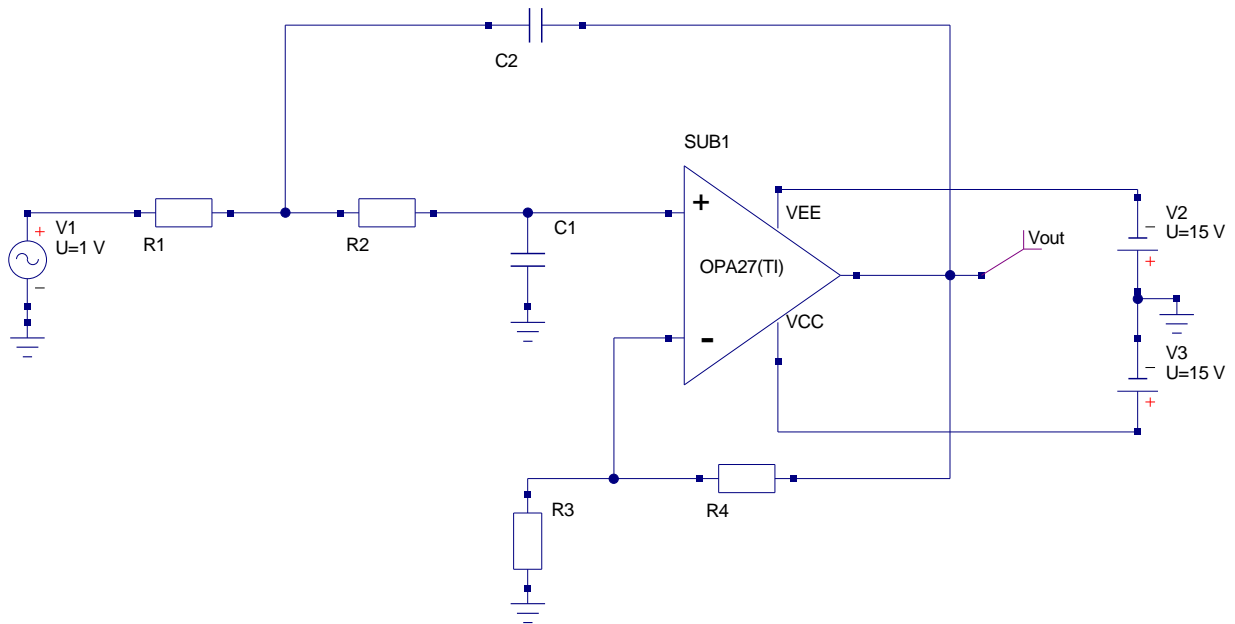 C2
SUB1
+
VEE
V1
U=1 V
+
−
R1
R2
C1
OPA27(TI)
Vout
V2
U=15 V
−
+
VCC
-
V3
U=15 V
−
+
R3
R4